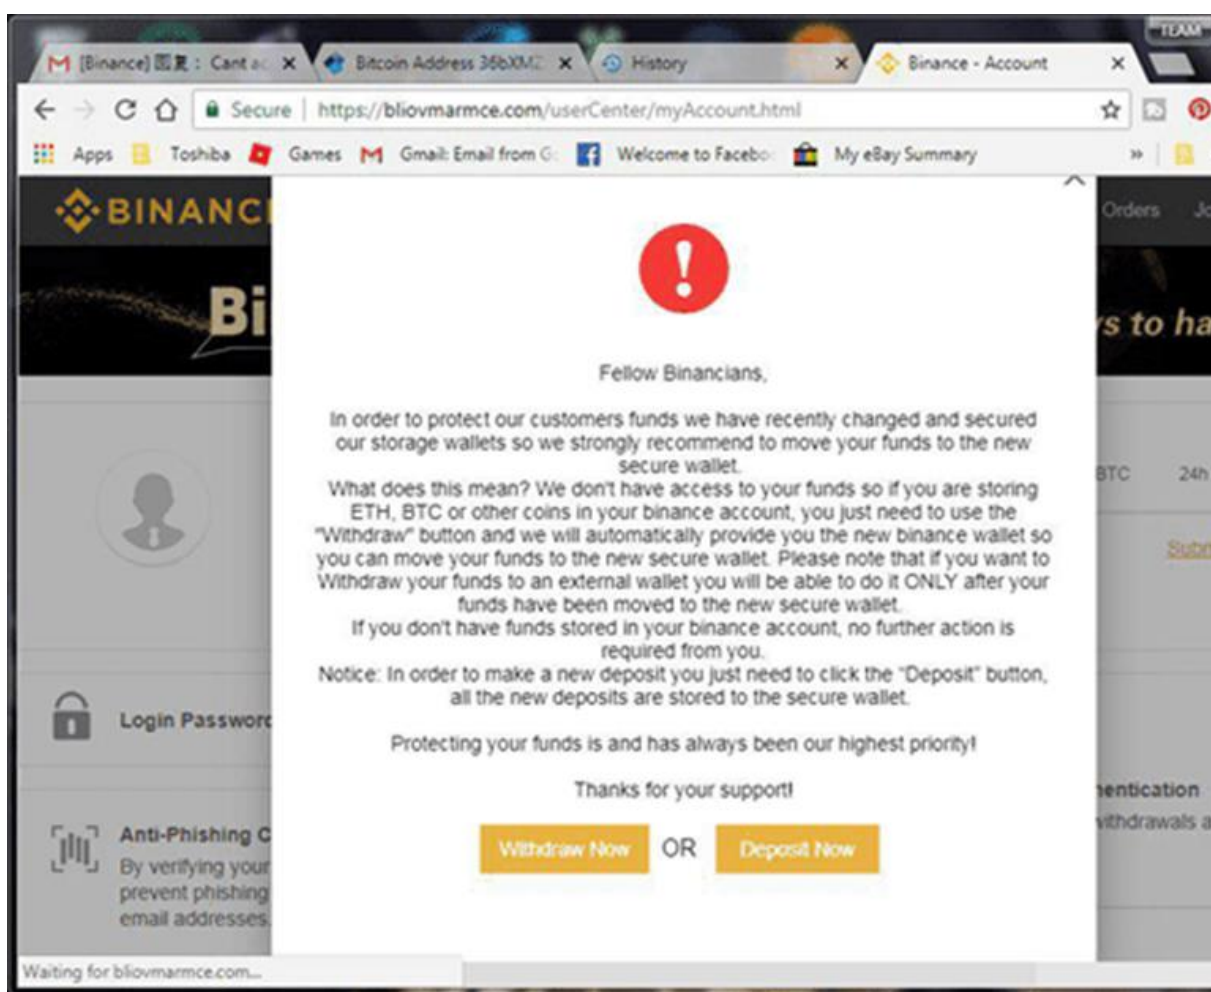 TEAM
[Binance] 回复： Cant ac
Bitcoin Address 36bXMZ
History
Binance - Account
Secure | https://bliovmarmce.com/userCenter/myAccount.html
Apps
Toshiba
Games
Gmail: Email from G
Welcome to Facebo
My eBay Summary
»
BINANCI
Orders
Jo
Bi
ys to ha
Fellow Binancians,
In order to protect our customers funds we have recently changed and secured
our storage wallets so we strongly recommend to move your funds to the new
secure wallet.
What does this mean? We don't have access to your funds so if you are storing
ETH, BTC or other coins in your binance account, you just need to use the
"Withdraw" button and we will automatically provide you the new binance wallet so
you can move your funds to the new secure wallet. Please note that if you want to
Withdraw your funds to an external wallet you will be able to do it ONLY after your
funds have been moved to the new secure wallet.
If you don't have funds stored in your binance account, no further action is
required from you.
Notice: In order to make a new deposit you just need to click the "Deposit" button,
all the new deposits are stored to the secure wallet.
Protecting your funds is and has always been our highest priority!
Thanks for your support!
Withdraw Now OR Deposit Now
BTC
24h
Subm
Login Password
Anti-Phishing C
By verifying your
prevent phishing
email addresses.
hentication
withdrawals a
Waiting for bliovmarmce.com...